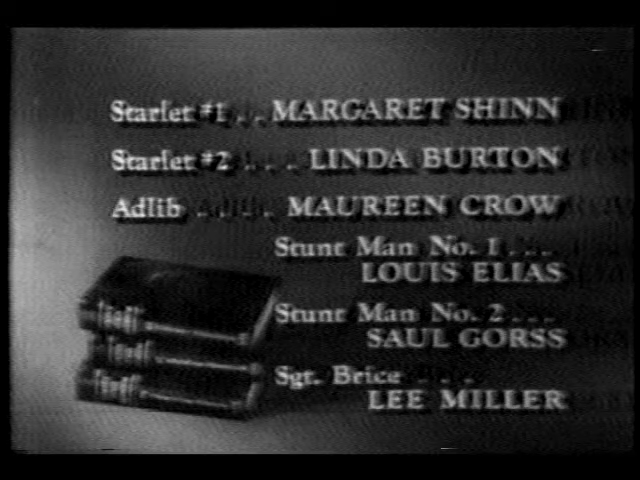 Starlet #1 . . . MARGARET SHINN
Starlet #2 . . . . LINDA BURTON
Adlib . . . . . MAUREEN CROW
Stunt Man No. 1 . . .
LOUIS ELIAS
Stunt Man No. 2 . . .
SAUL GORSS
Sgt. Brice . . . .
LEE MILLER